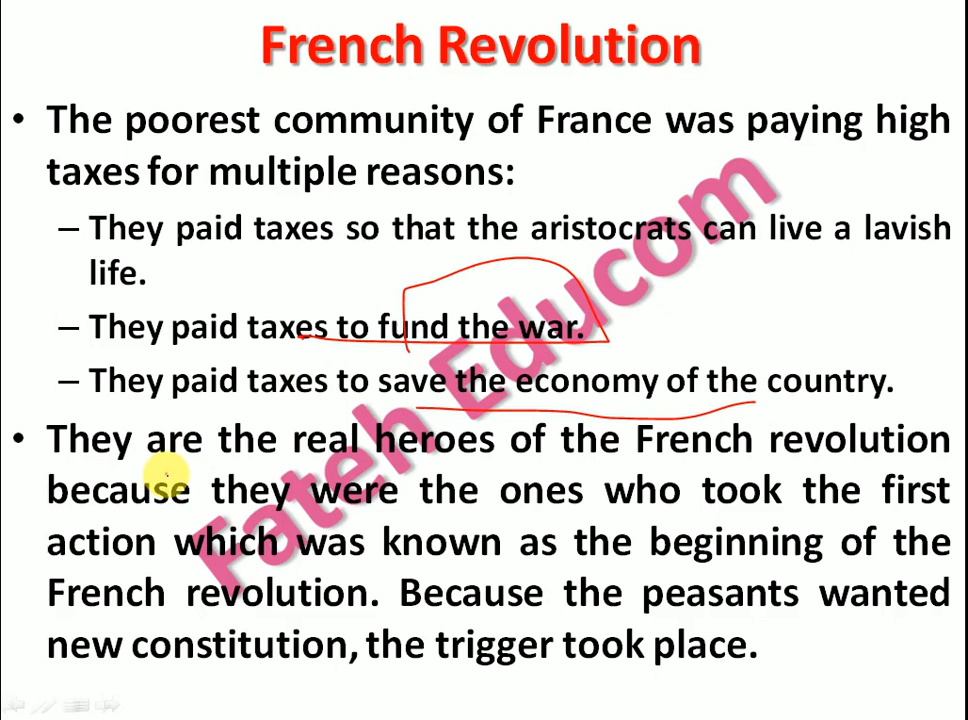 French Revolution
• The poorest community of France was paying high
taxes for multiple reasons:
– They paid taxes so that the aristocrats can live a lavish
life.
– They paid taxes to fund the war.
– They paid taxes to save the economy of the country.
• They are the real heroes of the French revolution
because they were the ones who took the first
action which was known as the beginning of the
French revolution. Because the peasants wanted
new constitution, the trigger took place.
Fateh Educom